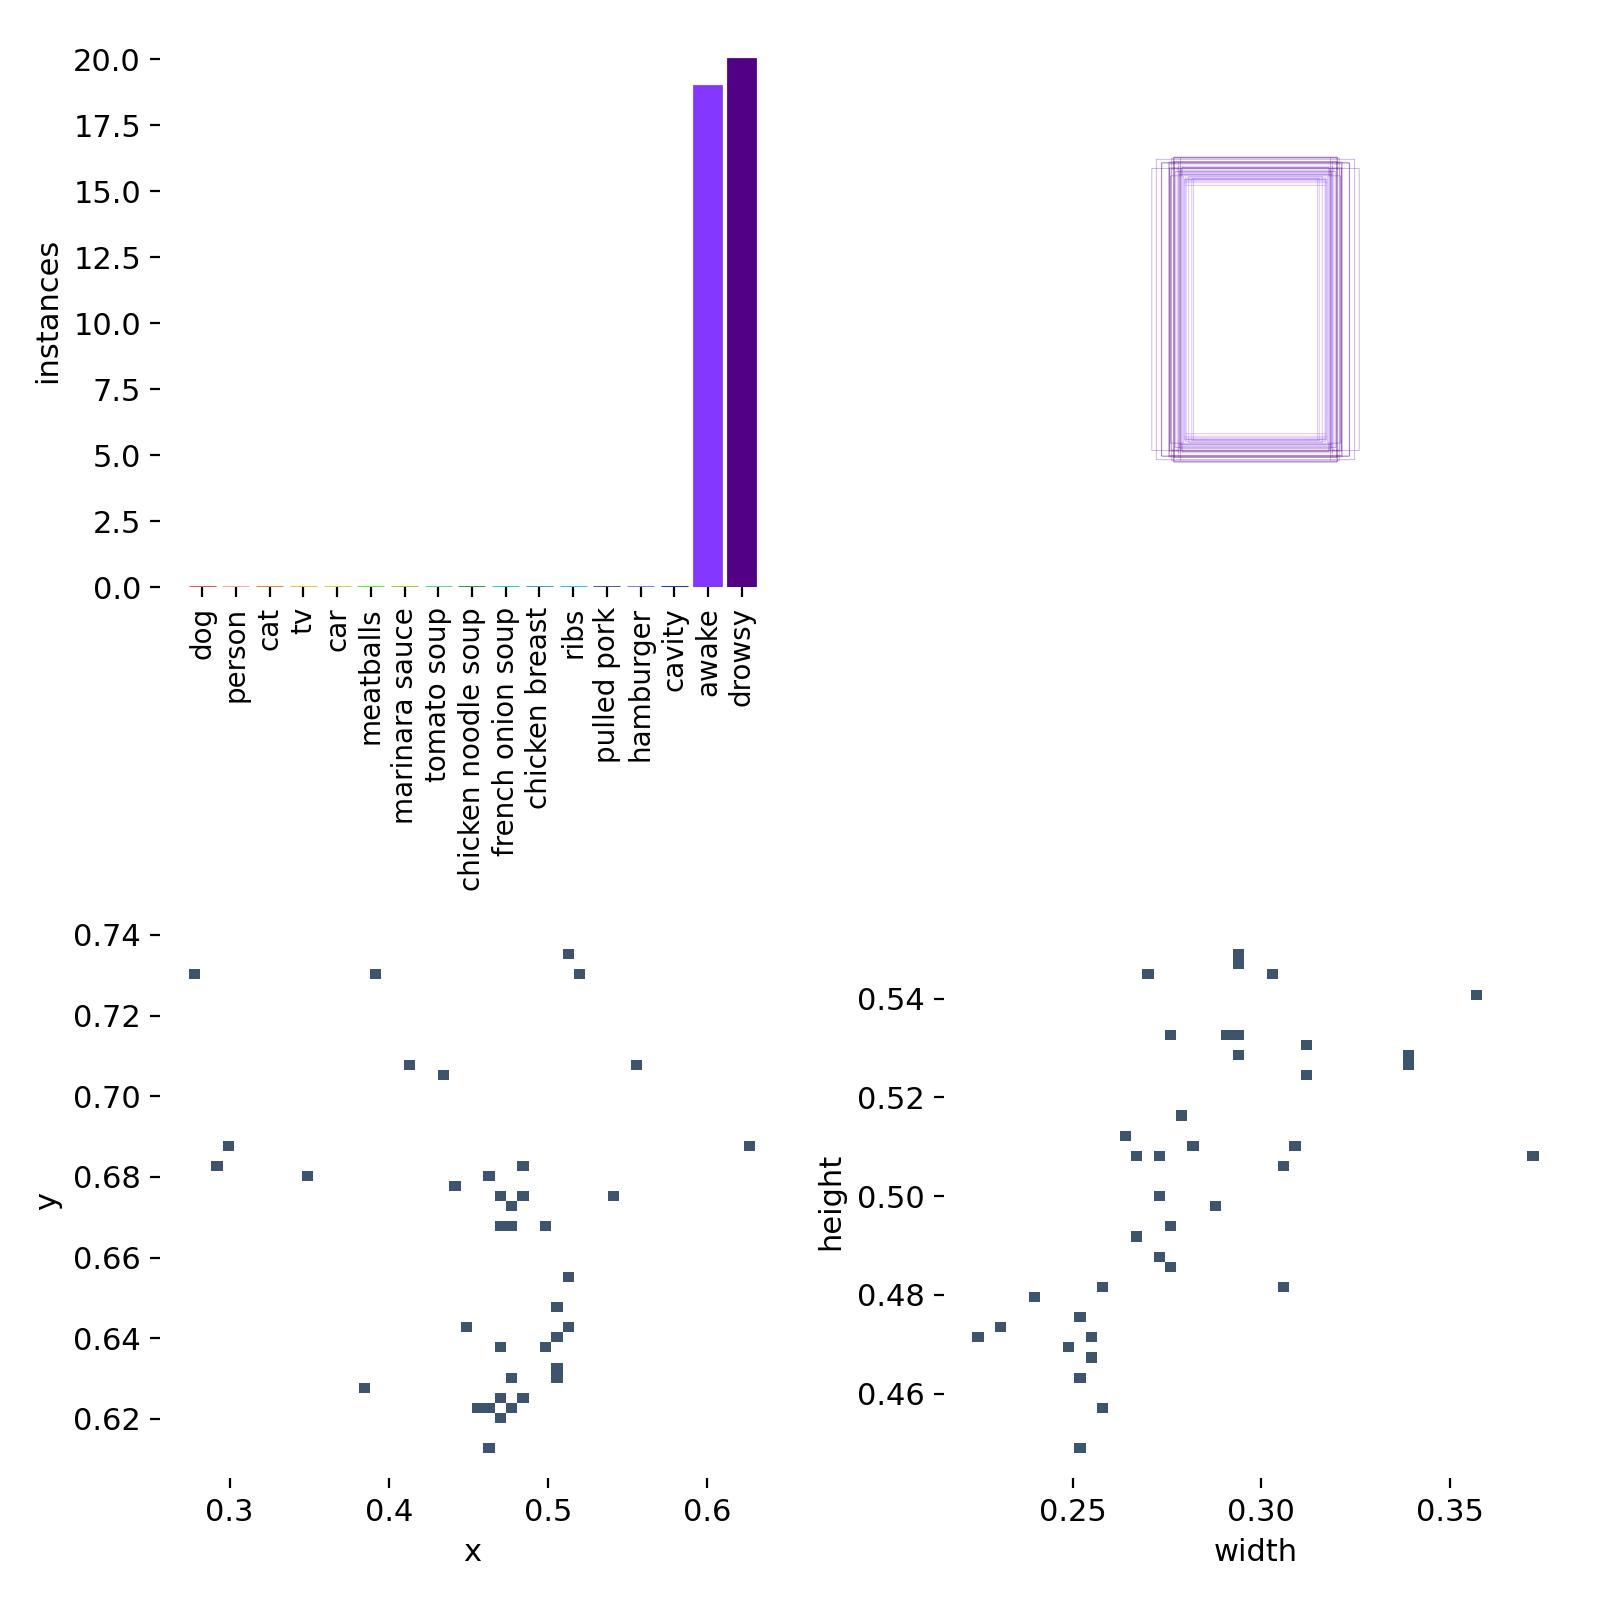 instances
20.0
17.5
15.0
12.5
10.0
7.5
5.0
2.5
0.0
dog
person
cat
tv
car
meatballs
marinara sauce
tomato soup
chicken noodle soup
french onion soup
chicken breast
ribs
pulled pork
hamburger
cavity
awake
drowsy
y
0.74
0.72
0.70
0.68
0.66
0.64
0.62
0.3 0.4 0.5 0.6
x
height
0.54
0.52
0.50
0.48
0.46
0.25 0.30 0.35
width